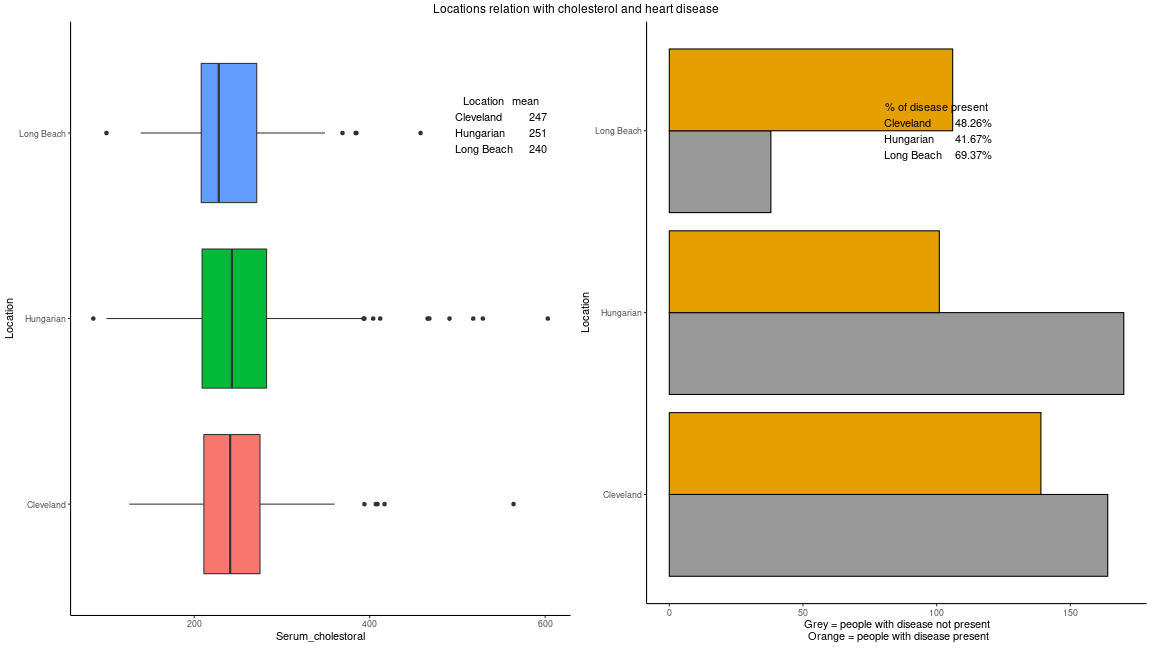 Locations relation with cholesterol and heart disease
Location
Long Beach
Hungarian
Cleveland
Location mean
Cleveland 247
Hungarian 251
Long Beach 240
200 400 600
Serum_cholestoral
Location
Long Beach
Hungarian
Cleveland
% of disease present
Cleveland 48.26%
Hungarian 41.67%
Long Beach 69.37%
0 50 100 150
Grey = people with disease not present
Orange = people with disease present